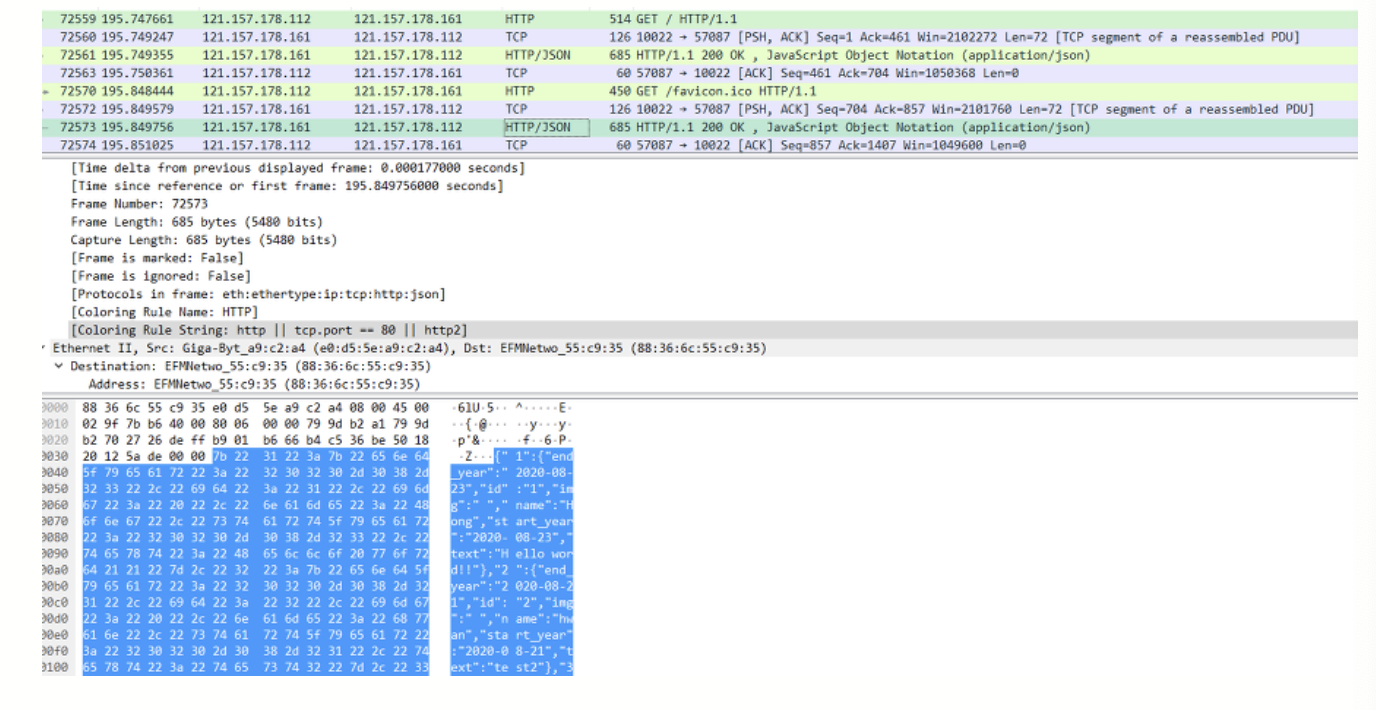 72559 195.747661 121.157.178.112 121.157.178.161 HTTP 514 GET / HTTP/1.1
72560 195.749247 121.157.178.161 121.157.178.112 TCP 126 10022 → 57087 [PSH, ACK] Seq=1 Ack=461 Win=2102272 Len=72 [TCP segment of a reassembled PDU]
72561 195.749355 121.157.178.161 121.157.178.112 HTTP/JSON 685 HTTP/1.1 200 OK , JavaScript Object Notation (application/json)
72563 195.750361 121.157.178.112 121.157.178.161 TCP 60 57087 → 10022 [ACK] Seq=461 Ack=704 Win=1050368 Len=0
72570 195.848444 121.157.178.112 121.157.178.161 HTTP 450 GET /favicon.ico HTTP/1.1
72572 195.849579 121.157.178.161 121.157.178.112 TCP 126 10022 → 57087 [PSH, ACK] Seq=704 Ack=857 Win=2101760 Len=72 [TCP segment of a reassembled PDU]
72573 195.849756 121.157.178.161 121.157.178.112 HTTP/JSON 685 HTTP/1.1 200 OK , JavaScript Object Notation (application/json)
72574 195.851025 121.157.178.112 121.157.178.161 TCP 60 57087 → 10022 [ACK] Seq=857 Ack=1407 Win=1049600 Len=0
[Time delta from previous displayed frame: 0.000177000 seconds]
[Time since reference or first frame: 195.849756000 seconds]
Frame Number: 72573
Frame Length: 685 bytes (5480 bits)
Capture Length: 685 bytes (5480 bits)
[Frame is marked: False]
[Frame is ignored: False]
[Protocols in frame: eth:ethertype:ip:tcp:http:json]
[Coloring Rule Name: HTTP]
[Coloring Rule String: http || tcp.port == 80 || http2]
Ethernet II, Src: Giga-Byt_a9:c2:a4 (e0:d5:5e:a9:c2:a4), Dst: EFMNetwo_55:c9:35 (88:36:6c:55:c9:35)
Destination: EFMNetwo_55:c9:35 (88:36:6c:55:c9:35)
Address: EFMNetwo_55:c9:35 (88:36:6c:55:c9:35)
0000 88 36 6c 55 c9 35 e0 d5 5e a9 c2 a4 08 00 45 00 ·6lU·5·· ^·····E·
0010 02 9f 7b b6 40 00 80 06 00 00 79 9d b2 a1 79 9d ··{·@··· ··y···y·
0020 b2 70 27 26 de ff b9 01 b6 66 b4 c5 36 be 50 18 ·p'&···· ·f··6·P·
0030 20 12 5a de 00 00 7b 22 31 22 3a 7b 22 65 6e 64 ·Z···{" 1":{"end
0040 5f 79 65 61 72 22 3a 22 32 30 32 30 2d 30 38 2d _year":" 2020-08-
0050 32 33 22 2c 22 69 64 22 3a 22 31 22 2c 22 69 6d 23","id" :"1","im
0060 67 22 3a 22 20 22 2c 22 6e 61 6d 65 22 3a 22 48 g":" "," name":"H
0070 6f 6e 67 22 2c 22 73 74 61 72 74 5f 79 65 61 72 ong","st art_year
0080 22 3a 22 32 30 32 30 2d 30 38 2d 32 33 22 2c 22 ":"2020- 08-23","
0090 74 65 78 74 22 3a 22 48 65 6c 6c 6f 20 77 6f 72 text":"H ello wor
00a0 64 21 21 22 7d 2c 22 32 22 3a 7b 22 65 6e 64 5f d!!"},"2 ":{"end_
00b0 79 65 61 72 22 3a 22 32 30 32 30 2d 30 38 2d 32 year":"2 020-08-2
00c0 31 22 2c 22 69 64 22 3a 22 32 22 2c 22 69 6d 67 1","id": "2","img
00d0 22 3a 22 20 22 2c 22 6e 61 6d 65 22 3a 22 68 77 ":" ","n ame":"hw
00e0 61 6e 22 2c 22 73 74 61 72 74 5f 79 65 61 72 22 an","sta rt_year"
00f0 3a 22 32 30 32 30 2d 30 38 2d 32 31 22 2c 22 74 :"2020-0 8-21","t
0100 65 78 74 22 3a 22 74 65 73 74 32 22 7d 2c 22 33 ext":"te st2"},"3